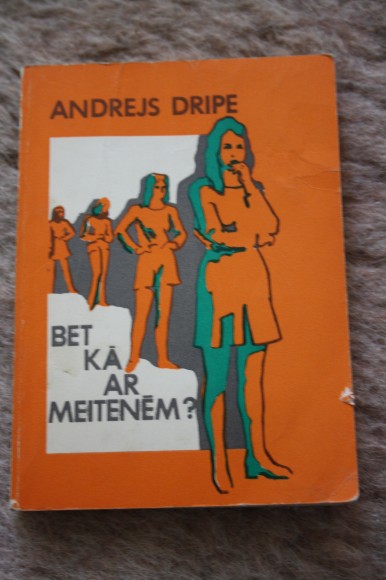 ANDREJS DRIPE
BET
KĀ
AR
MEITENĒM?